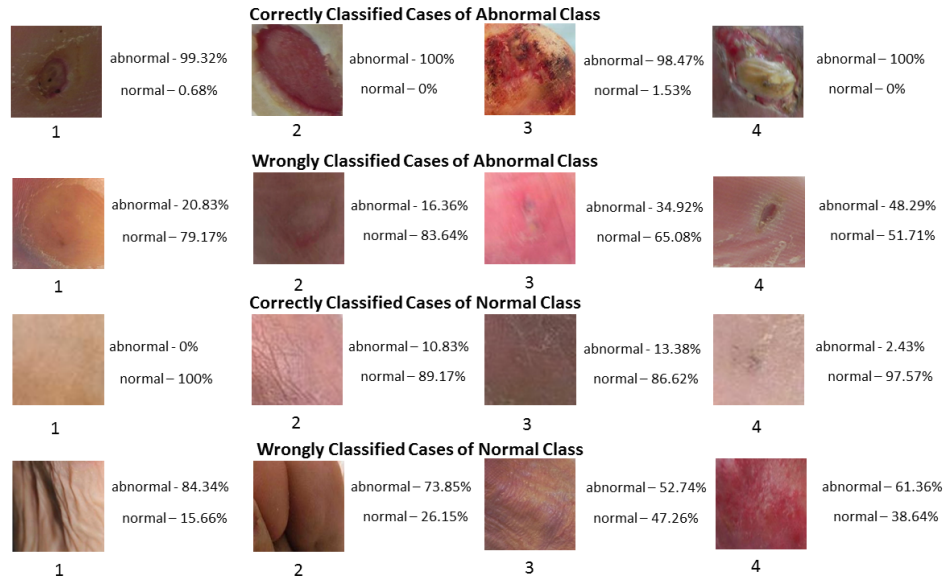 Correctly Classified Cases of Abnormal Class
abnormal - 99.32%
normal – 0.68%
1
abnormal - 100%
normal – 0%
2
abnormal – 98.47%
normal – 1.53%
3
abnormal - 100%
normal – 0%
4
Wrongly Classified Cases of Abnormal Class
abnormal - 20.83%
normal – 79.17%
1
abnormal - 16.36%
normal – 83.64%
2
abnormal – 34.92%
normal – 65.08%
3
abnormal - 48.29%
normal – 51.71%
4
Correctly Classified Cases of Normal Class
abnormal - 0%
normal – 100%
1
abnormal – 10.83%
normal – 89.17%
2
abnormal - 13.38%
normal – 86.62%
3
abnormal – 2.43%
normal – 97.57%
4
Wrongly Classified Cases of Normal Class
abnormal - 84.34%
normal – 15.66%
1
abnormal – 73.85%
normal – 26.15%
2
abnormal – 52.74%
normal – 47.26%
3
abnormal – 61.36%
normal – 38.64%
4